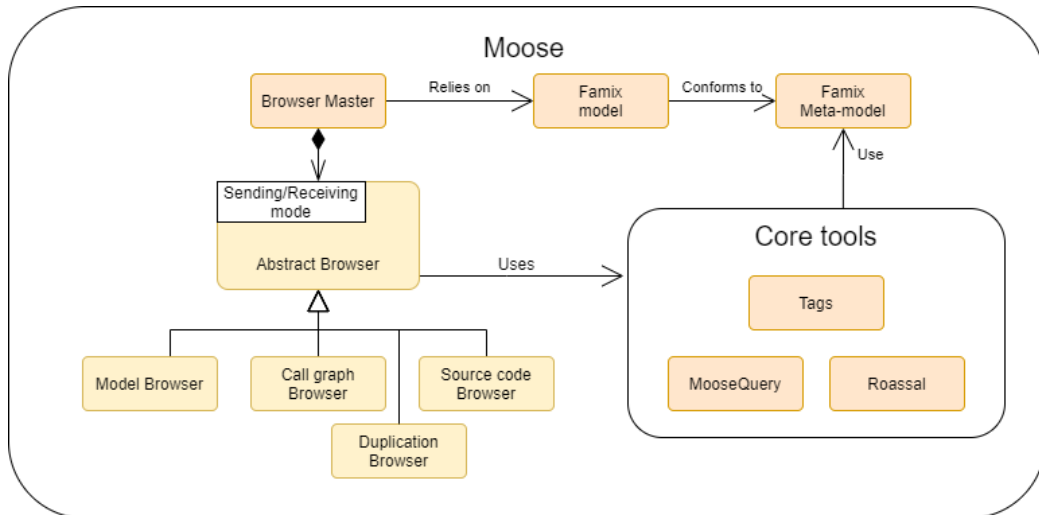 Moose
Browser Master
Relies on
Famix
model
Conforms to
Famix
Meta-model
Use
Sending/Receiving
mode
Abstract Browser
Uses
Core tools
Tags
MooseQuery
Roassal
Model Browser
Call graph
Browser
Source code
Browser
Duplication
Browser